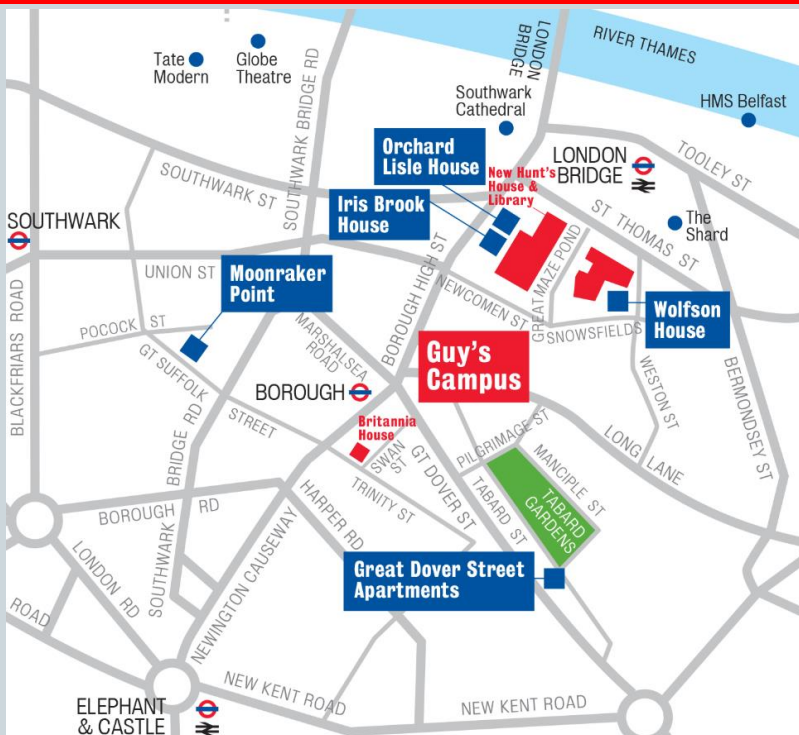 RIVER THAMES
LONDON
BRIDGE
Tate
Modern
Globe
Theatre
SOUTHWARK BRIDGE RD
Southwark
Cathedral
HMS Belfast
Orchard
Lisle House
LONDON
BRIDGE
TOOLEY ST
New Hunt's
House &
Library
SOUTHWARK ST
Iris Brook
House
ST THOMAS ST
The
Shard
SOUTHWARK
UNION ST
Moonraker
Point
BOROUGH HIGH ST
NEWCOMEN ST
GREAT MAZE POND
Wolfson
House
SNOWSFIELDS
POCOCK ST
MARSHALSEA
ROAD
Guy's
Campus
WESTON ST
BERMONDSEY ST
BLACKFRIARS ROAD
GT SUFFOLK
STREET
BOROUGH
Britannia
House
SWAN ST
PILGRIMAGE ST
MANCIPLE ST
LONG LANE
SOUTHWARK BRIDGE RD
TRINITY ST
GT DOVER ST
TABARD ST
TABARD
GARDENS
BOROUGH RD
HARPER RD
LONDON RD
NEWINGTON CAUSEWAY
Great Dover Street
Apartments
ROAD
NEW KENT ROAD
NEW KENT ROAD
ELEPHANT
& CASTLE